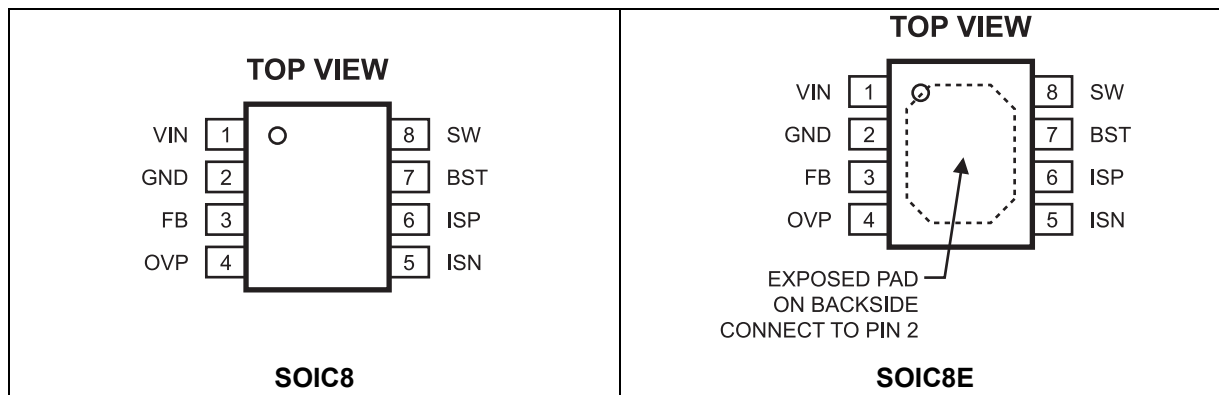 TOP VIEW
VIN 1 8 SW
GND 2 7 BST
FB 3 6 ISP
OVP 4 5 ISN
SOIC8
TOP VIEW
VIN 1 8 SW
GND 2 7 BST
FB 3 6 ISP
OVP 4 5 ISN
EXPOSED PAD
ON BACKSIDE
CONNECT TO PIN 2
SOIC8E